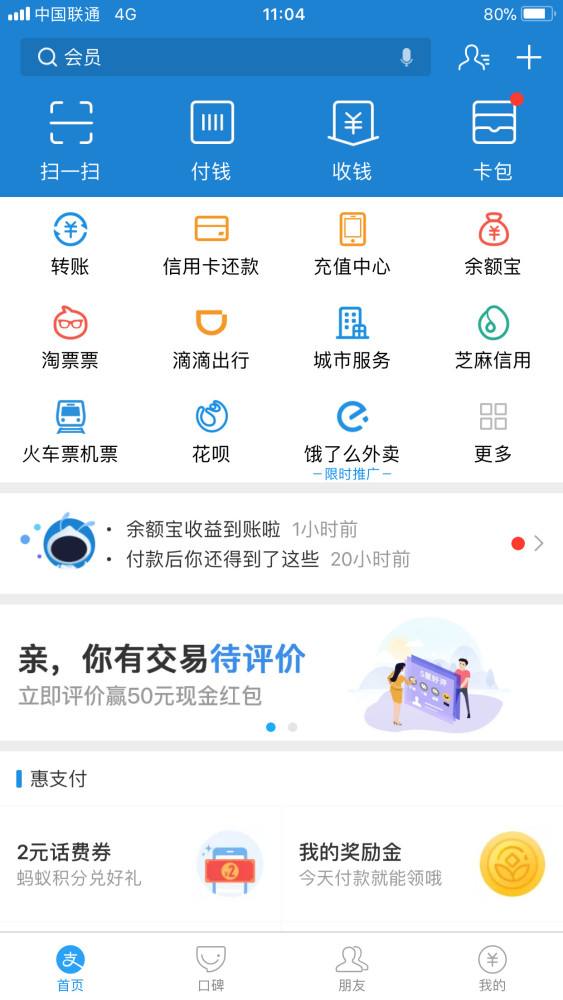 中国联通 4G 11:04 80%
会员
扫一扫 付钱 收钱 卡包
转账 信用卡还款 充值中心 余额宝
淘票票 滴滴出行 城市服务 芝麻信用
火车票机票 花呗 饿了么外卖 更多
限时推广
· 余额宝收益到账啦 1小时前
· 付款后你还得到了这些 20小时前
亲，你有交易待评价
立即评价赢50元现金红包
5星好评
惠支付
2元话费券 我的奖励金
蚂蚁积分兑好礼 今天付款就能领哦
2
支
首页 口碑 朋友 我的